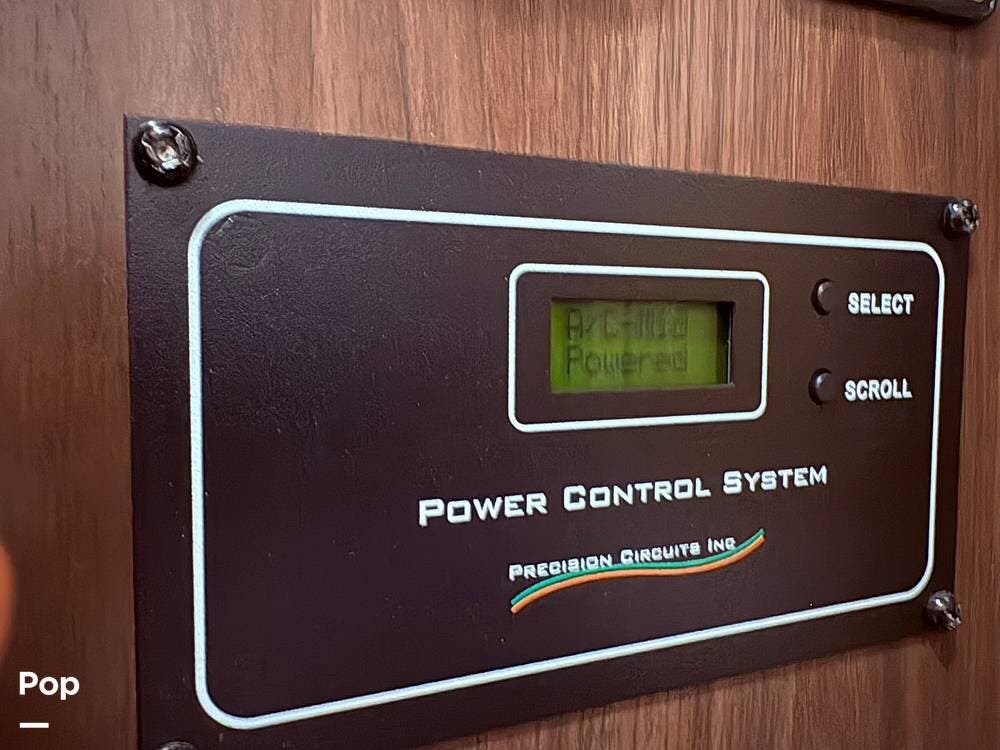 SELECT
Powered
SCROLL
POWER CONTROL SYSTEM
PRECISION CIRCUITS INC
Pop